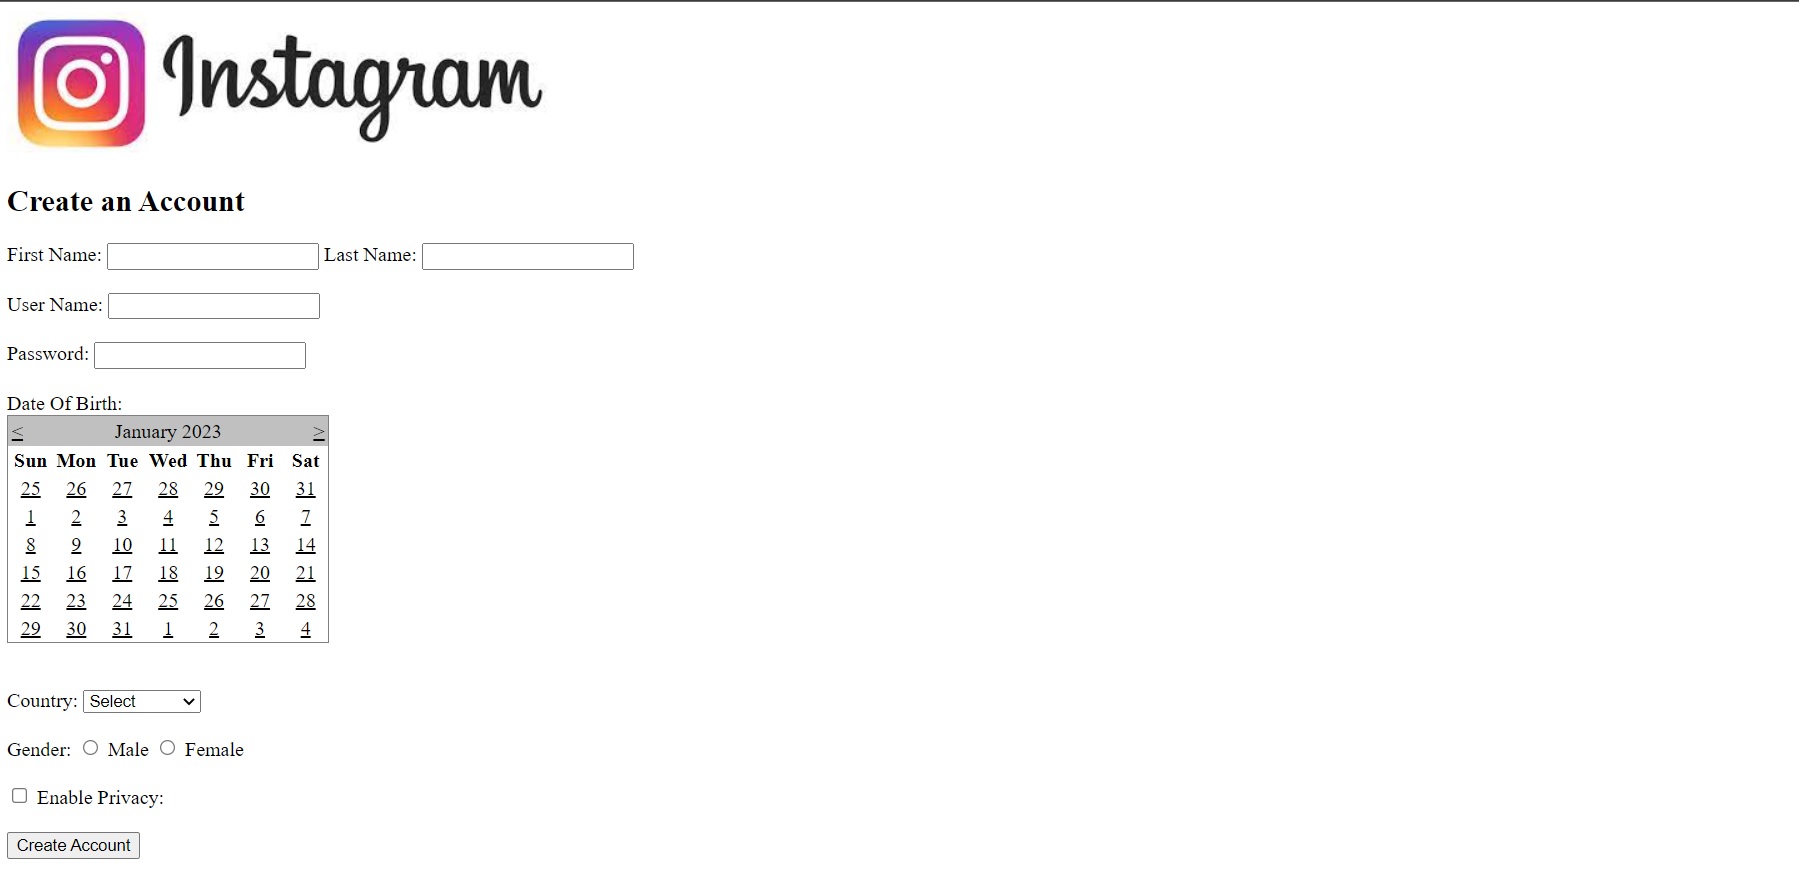 Instagram
Create an Account
First Name: Last Name:
User Name:
Password:
Date Of Birth:
< January 2023 >
Sun Mon Tue Wed Thu Fri Sat
25 26 27 28 29 30 31
1 2 3 4 5 6 7
8 9 10 11 12 13 14
15 16 17 18 19 20 21
22 23 24 25 26 27 28
29 30 31 1 2 3 4
Country: Select
Gender: Male Female
Enable Privacy:
Create Account